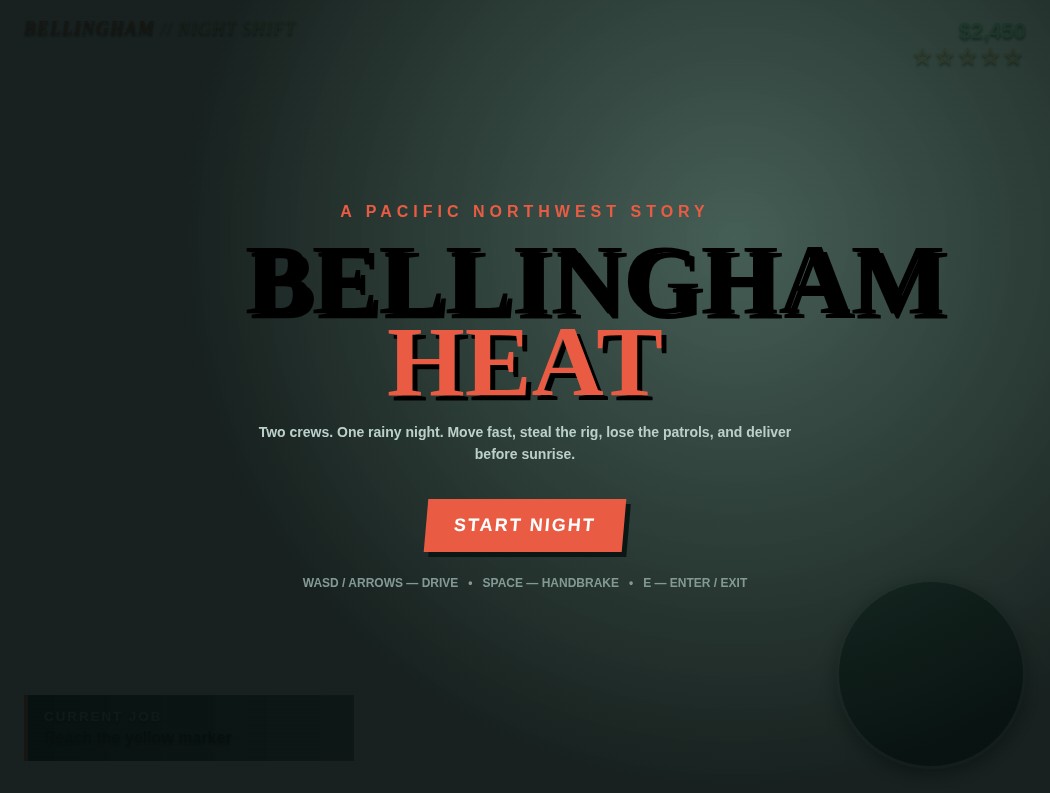 BELLINGHAM // NIGHT SHIFT
$2,450
☆☆☆☆☆
A PACIFIC NORTHWEST STORY
BELLINGHAM
HEAT
Two crews. One rainy night. Move fast, steal the rig, lose the patrols, and deliver
before sunrise.
START NIGHT
WASD / ARROWS — DRIVE • SPACE — HANDBRAKE • E — ENTER / EXIT
CURRENT JOB
the yellow marker